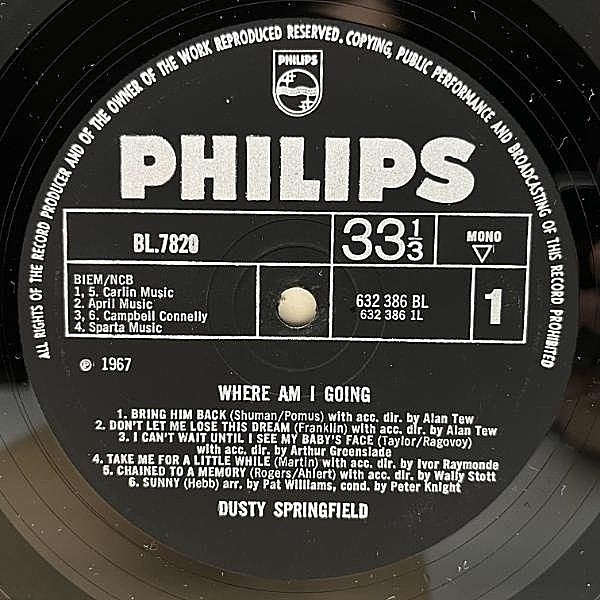 ALL RIGHTS OF THE RECORD PRODUCER AND OF THE OWNER OF THE WORK REPRODUCED RESERVED. COPYING, PUBLIC PERFORMANCE AND BROADCASTING OF THIS RECORD PROHIBITED
PHILIPS
PHILIPS
BL.7820
33 1/3
MONO
BIEM/NCB
1, 5. Carlin Music
2. April Music
3, 6. Campbell Connelly
4. Sparta Music
632 386 BL
632 386 1L
1
℗ 1967
WHERE AM I GOING
1. BRING HIM BACK (Shuman/Pomus) with acc. dir. by Alan Tew
2. DON'T LET ME LOSE THIS DREAM (Franklin) with acc. dir. by Alan Tew
3. I CAN'T WAIT UNTIL I SEE MY BABY'S FACE (Taylor/Ragovoy)
with acc. dir. by Arthur Greenslade
4. TAKE ME FOR A LITTLE WHILE (Martin) with acc. dir. by Ivor Raymonde
5. CHAINED TO A MEMORY (Rogers/Ahlert) with acc. dir. by Wally Stott
6. SUNNY (Hebb) arr. by Pat Williams, cond. by Peter Knight
DUSTY SPRINGFIELD